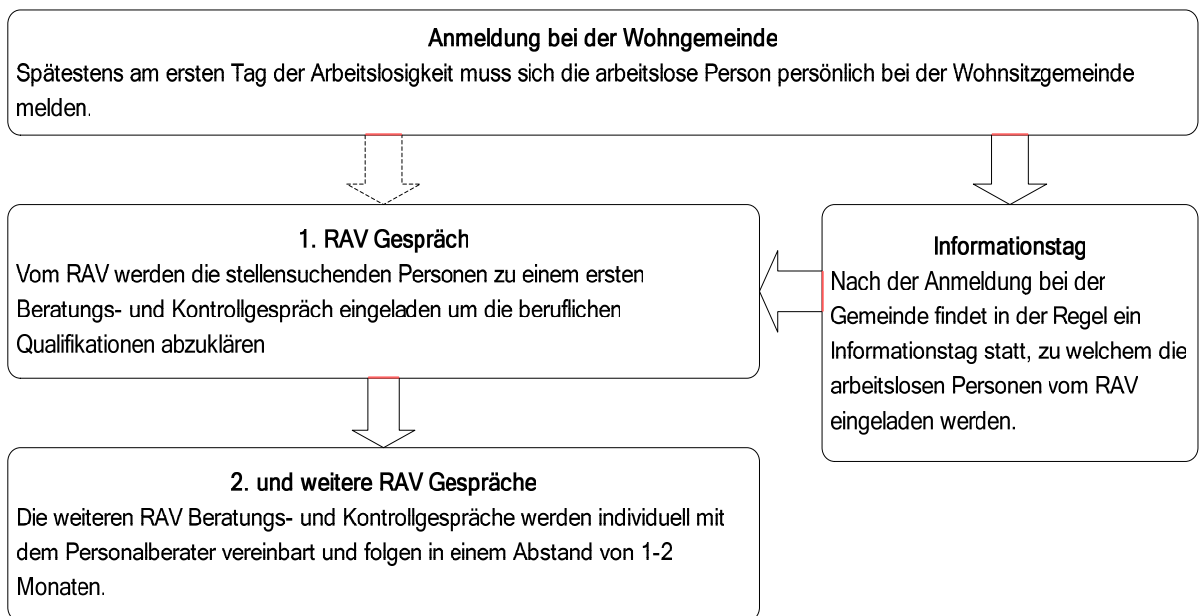 Anmeldung bei der Wohngemeinde
Spätestens am ersten Tag der Arbeitslosigkeit muss sich die arbeitslose Person persönlich bei der Wohnsitzgemeinde
melden.
1. RAV Gespräch
Vom RAV werden die stellensuchenden Personen zu einem ersten
Beratungs- und Kontrollgespräch eingeladen um die beruflichen
Qualifikationen abzuklären
Informationstag
Nach der Anmeldung bei der
Gemeinde findet in der Regel ein
Informationstag statt, zu welchem die
arbeitslosen Personen vom RAV
eingeladen werden.
2. und weitere RAV Gespräche
Die weiteren RAV Beratungs- und Kontrollgespräche werden individuell mit
dem Personalberater vereinbart und folgen in einem Abstand von 1-2
Monaten.